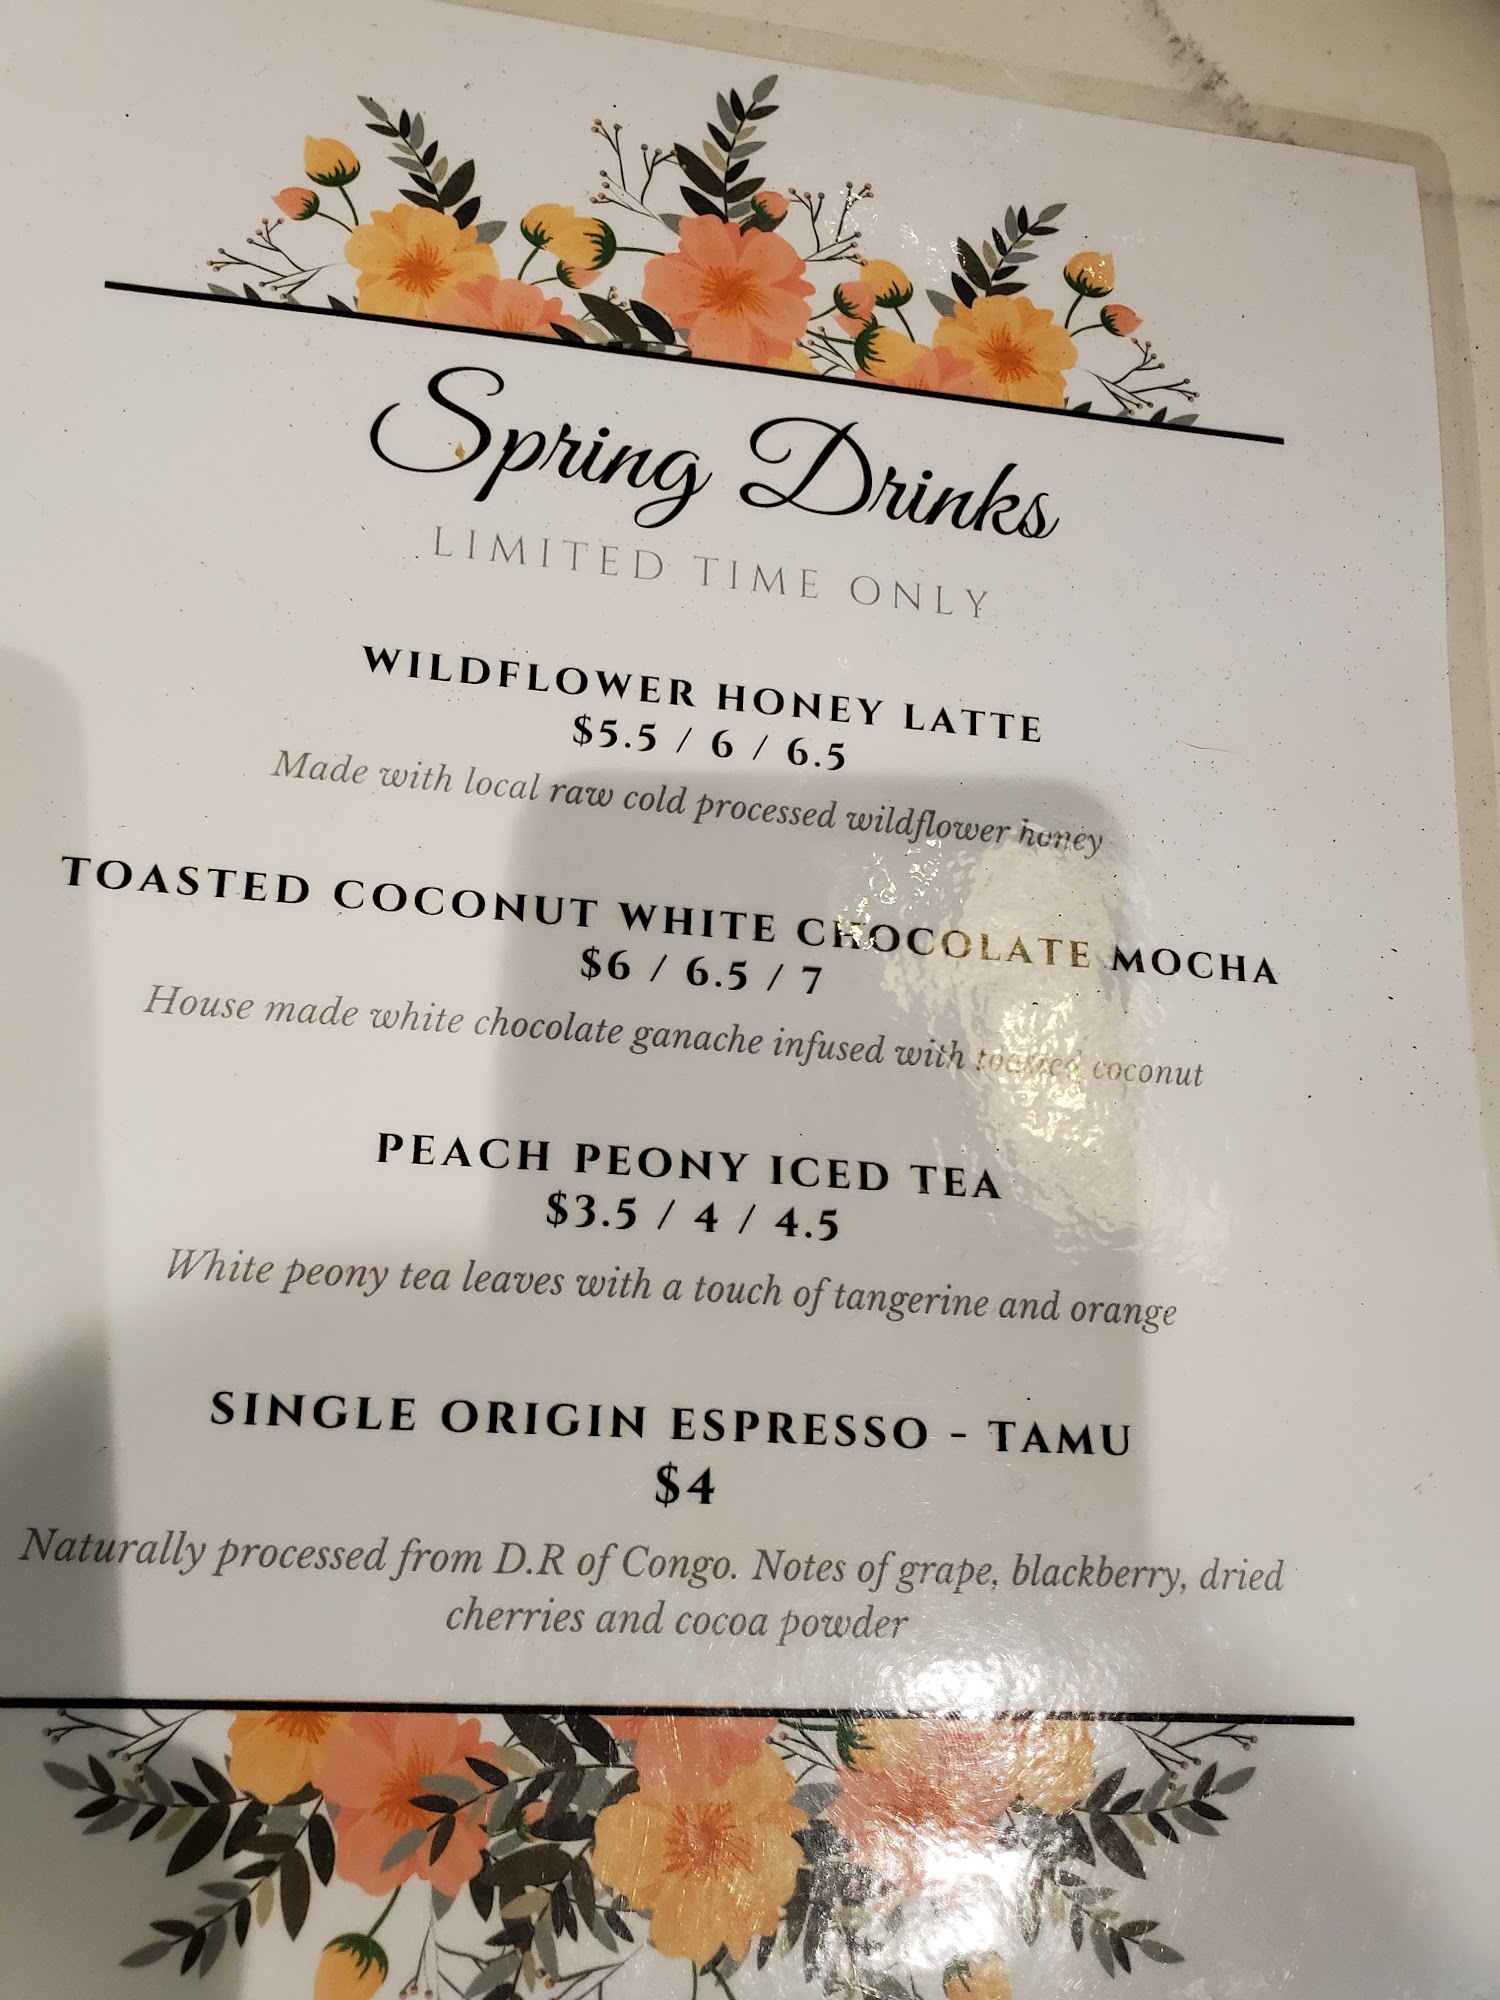 Spring Drinks
LIMITED TIME ONLY
WILDFLOWER HONEY LATTE
$5.5 / 6 / 6.5
Made with local raw cold processed wildflower honey
TOASTED COCONUT WHITE CHOCOLATE MOCHA
$6 / 6.5 / 7
House made white chocolate ganache infused with toasted coconut
PEACH PEONY ICED TEA
$3.5 / 4 / 4.5
White peony tea leaves with a touch of tangerine and orange
SINGLE ORIGIN ESPRESSO - TAMU
$4
Naturally processed from D.R of Congo. Notes of grape, blackberry, dried
cherries and cocoa powder